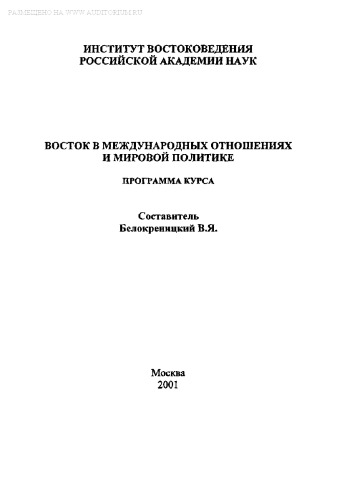 РАЗМЕЩЕНО НА WWW.AUDITORIUM.RU
ИНСТИТУТ ВОСТОКОВЕДЕНИЯ
РОССИЙСКОЙ АКАДЕМИИ НАУК
ВОСТОК В МЕЖДУНАРОДНЫХ ОТНОШЕНИЯХ
И МИРОВОЙ ПОЛИТИКЕ
ПРОГРАММА КУРСА
Составитель
Белокреницкий В.Я.
Москва
2001